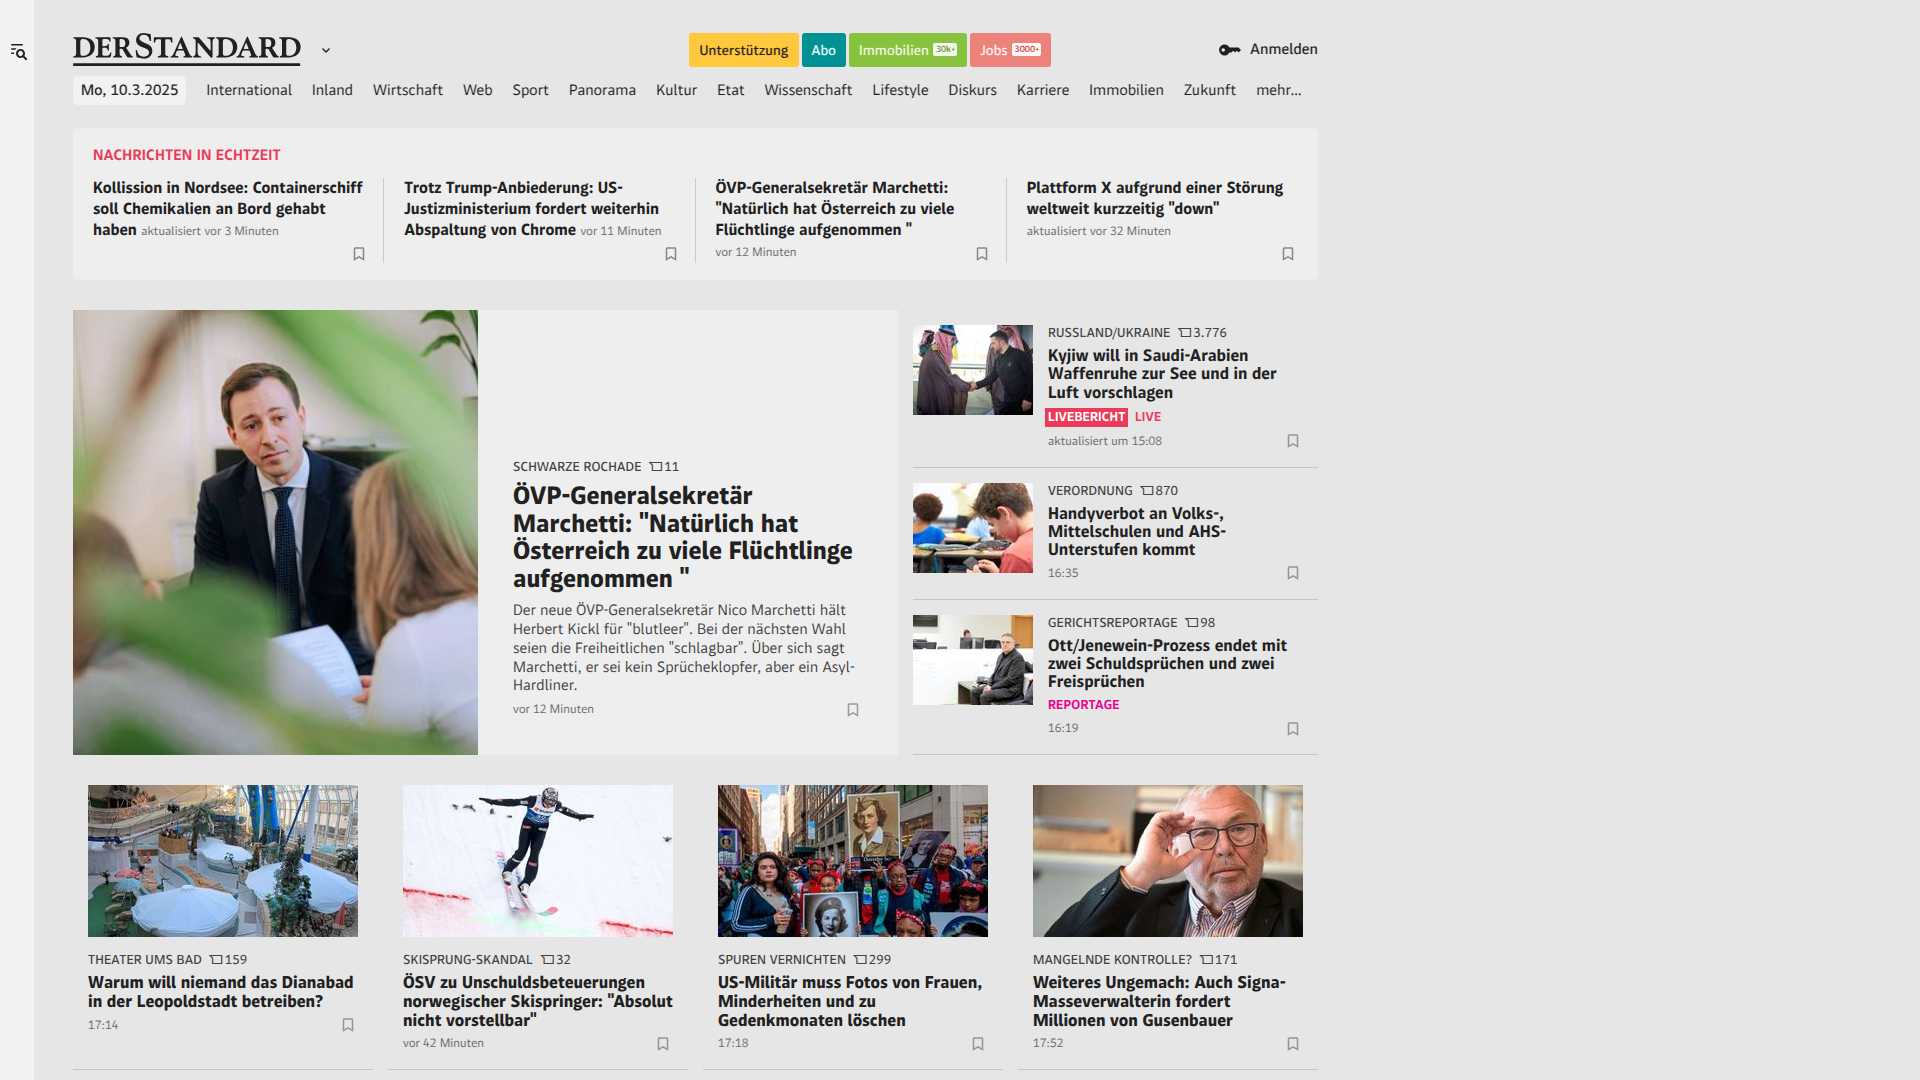 DERSTANDARD
Unterstützung
Abo
Immobilien 30k+
Jobs 3000+
Anmelden
Mo, 10.3.2025
International
Inland
Wirtschaft
Web
Sport
Panorama
Kultur
Etat
Wissenschaft
Lifestyle
Diskurs
Karriere
Immobilien
Zukunft
mehr...
NACHRICHTEN IN ECHTZEIT
Kollission in Nordsee: Containerschiff
soll Chemikalien an Bord gehabt
haben aktualisiert vor 3 Minuten
Trotz Trump-Anbiederung: US-
Justizministerium fordert weiterhin
Abspaltung von Chrome vor 11 Minuten
ÖVP-Generalsekretär Marchetti:
"Natürlich hat Österreich zu viele
Flüchtlinge aufgenommen "
vor 12 Minuten
Plattform X aufgrund einer Störung
weltweit kurzzeitig "down"
aktualisiert vor 32 Minuten
SCHWARZE ROCHADE 11
ÖVP-Generalsekretär
Marchetti: "Natürlich hat
Österreich zu viele Flüchtlinge
aufgenommen "
Der neue ÖVP-Generalsekretär Nico Marchetti hält
Herbert Kickl für "blutleer". Bei der nächsten Wahl
seien die Freiheitlichen "schlagbar". Über sich sagt
Marchetti, er sei kein Sprücheklopfer, aber ein Asyl-
Hardliner.
vor 12 Minuten
RUSSLAND/UKRAINE 3.776
Kyjiw will in Saudi-Arabien
Waffenruhe zur See und in der
Luft vorschlagen
LIVEBERICHT LIVE
aktualisiert um 15:08
VERORDNUNG 870
Handyverbot an Volks-,
Mittelschulen und AHS-
Unterstufen kommt
16:35
GERICHTSREPORTAGE 98
Ott/Jenewein-Prozess endet mit
zwei Schuldsprüchen und zwei
Freisprüchen
REPORTAGE
16:19
THEATER UMS BAD 159
Warum will niemand das Dianabad
in der Leopoldstadt betreiben?
17:14
SKISPRUNG-SKANDAL 32
ÖSV zu Unschuldsbeteuerungen
norwegischer Skispringer: "Absolut
nicht vorstellbar"
vor 42 Minuten
SPUREN VERNICHTEN 299
US-Militär muss Fotos von Frauen,
Minderheiten und zu
Gedenkmonaten löschen
17:18
MANGELNDE KONTROLLE? 171
Weiteres Ungemach: Auch Signa-
Masseverwalterin fordert
Millionen von Gusenbauer
17:52